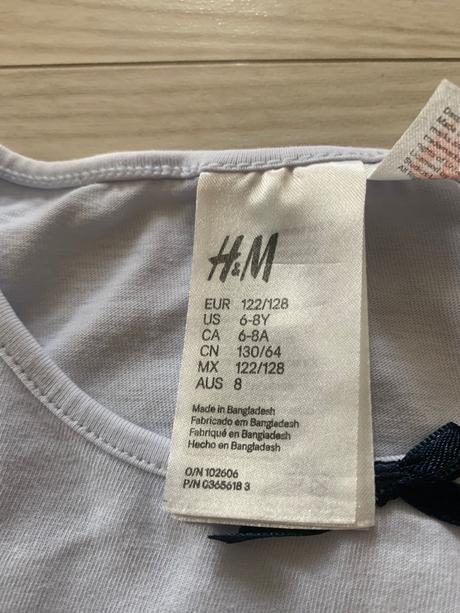 H&M
EUR 122/128
US 6-8Y
CA 6-8A
CN 130/64
MX 122/128
AUS 8
Made in Bangladesh
Fabricado em Bangladesh
Fabriqué en Bangladesh
Hecho en Bangladesh
O/N 102606
P/N 0365618 3